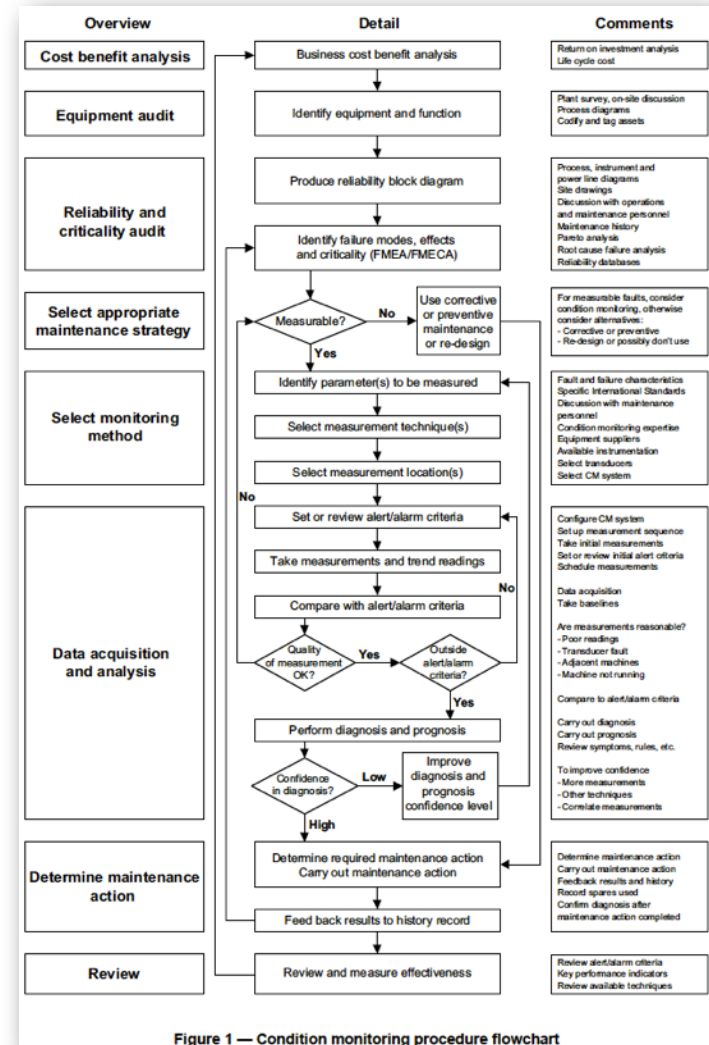 Overview
Detail
Comments
Cost benefit analysis
Business cost benefit analysis
Return on investment analysis
Life cycle cost
Equipment audit
Identify equipment and function
Plant survey, on-site discussion
Process diagrams
Codify and tag assets
Reliability and
criticality audit
Produce reliability block diagram
Identify failure modes, effects
and criticality (FMEA/FMECA)
Process, instrument and
power line diagrams
Site drawings
Discussion with operations
and maintenance personnel
Maintenance history
Pareto analysis
Root cause failure analysis
Reliability databases
Select appropriate
maintenance strategy
Measurable?
No
Use corrective
or preventive
maintenance
or re-design
Yes
For measurable faults, consider
condition monitoring, otherwise
consider alternatives:
- Corrective or preventive
- Re-design or possibly don't use
Select monitoring
method
Identify parameter(s) to be measured
Select measurement technique(s)
Select measurement location(s)
No
Fault and failure characteristics
Specific International Standards
Discussion with maintenance
personnel
Condition monitoring expertise
Equipment suppliers
Available instrumentation
Select transducers
Select CM system
Data acquisition
and analysis
Set or review alert/alarm criteria
Take measurements and trend readings
No
Compare with alert/alarm criteria
Quality
of measurement
OK?
Yes
Outside
alert/alarm
criteria?
Yes
Perform diagnosis and prognosis
Confidence
in diagnosis?
Low
Improve
diagnosis and
prognosis
confidence level
High
Configure CM system
Set up measurement sequence
Take initial measurements
Set or review initial alert criteria
Schedule measurements
Data acquisition
Take baselines
Are measurements reasonable?
- Poor readings
- Transducer fault
- Adjacent machines
- Machine not running
Compare to alert/alarm criteria
Carry out diagnosis
Carry out prognosis
Review symptoms, rules, etc.
To improve confidence
- More measurements
- Other techniques
- Correlate measurements
Determine maintenance
action
Determine required maintenance action
Carry out maintenance action
Feed back results to history record
Determine maintenance action
Carry out maintenance action
Feedback results and history
Record spares used
Confirm diagnosis after
maintenance action completed
Review
Review and measure effectiveness
Review alert/alarm criteria
Key performance indicators
Review available techniques
Figure 1 — Condition monitoring procedure flowchart